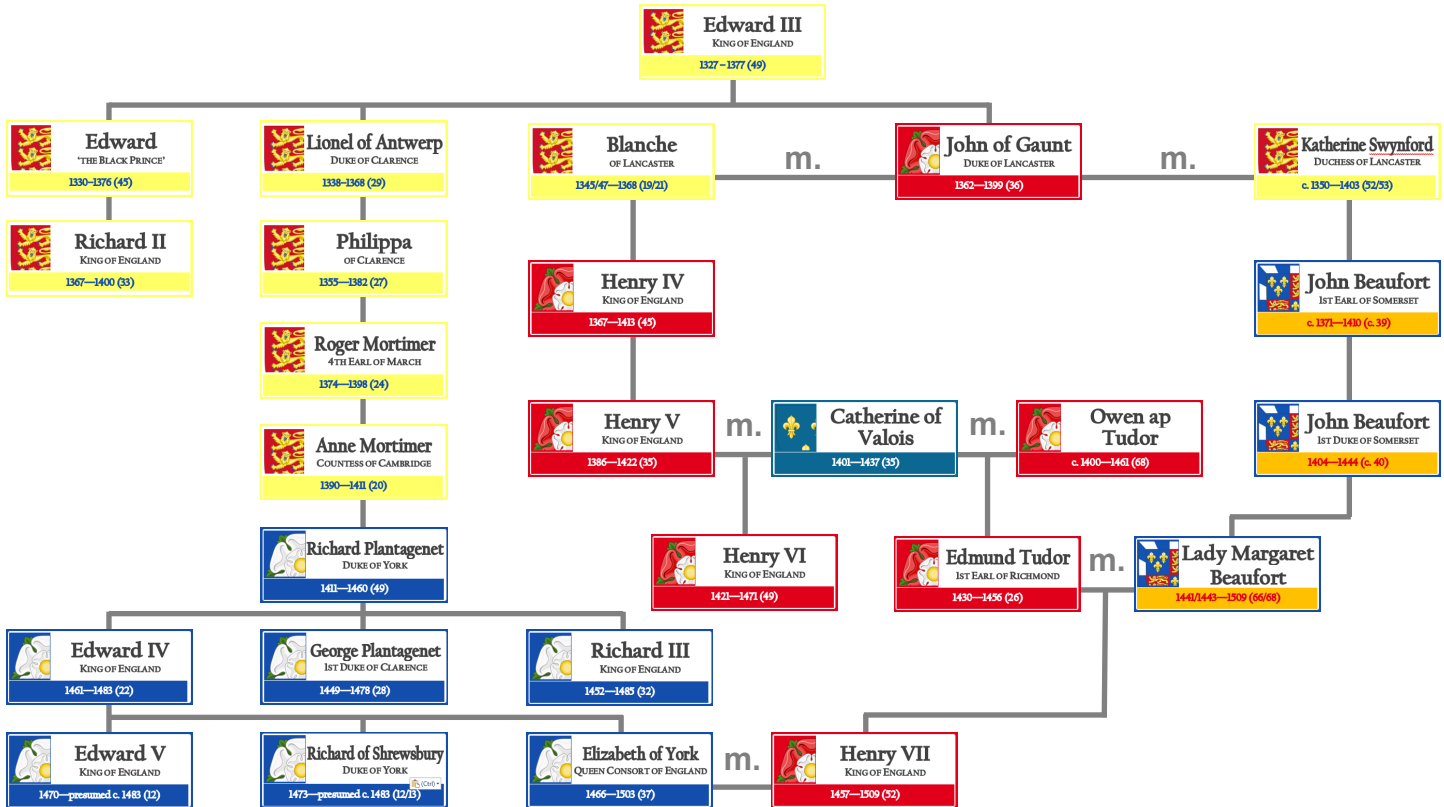 Edward III
KING OF ENGLAND
1327 – 1377 (49)
Edward
‘THE BLACK PRINCE’
1330—1376 (45)
Lionel of Antwerp
DUKE OF CLARENCE
1338—1368 (29)
Blanche
OF LANCASTER
1345/47—1368 (19/21)
m.
John of Gaunt
DUKE OF LANCASTER
1362—1399 (36)
m.
Katherine Swynford
DUCHESS OF LANCASTER
c. 1350—1403 (52/53)
Richard II
KING OF ENGLAND
1367—1400 (33)
Philippa
OF CLARENCE
1355—1382 (27)
Henry IV
KING OF ENGLAND
1367—1413 (45)
John Beaufort
1ST EARL OF SOMERSET
c. 1371—1410 (c. 39)
Roger Mortimer
4TH EARL OF MARCH
1374—1398 (24)
Anne Mortimer
COUNTESS OF CAMBRIDGE
1390—1411 (20)
Henry V
KING OF ENGLAND
1386—1422 (35)
m.
Catherine of
Valois
1401—1437 (35)
m.
Owen ap
Tudor
c. 1400—1461 (68)
John Beaufort
1ST DUKE OF SOMERSET
1404—1444 (c. 40)
Richard Plantagenet
DUKE OF YORK
1411—1460 (49)
Henry VI
KING OF ENGLAND
1421—1471 (49)
Edmund Tudor
1ST EARL OF RICHMOND
1430—1456 (26)
m.
Lady Margaret
Beaufort
1441/1443—1509 (66/68)
Edward IV
KING OF ENGLAND
1461—1483 (22)
George Plantagenet
1ST DUKE OF CLARENCE
1449—1478 (28)
Richard III
KING OF ENGLAND
1452—1485 (32)
Edward V
KING OF ENGLAND
1470—presumed c. 1483 (12)
Richard of Shrewsbury
DUKE OF YORK
(Ctrl)
1473—presumed c. 1483 (12/13)
Elizabeth of York
QUEEN CONSORT OF ENGLAND
1466—1503 (37)
m.
Henry VII
KING OF ENGLAND
1457—1509 (52)